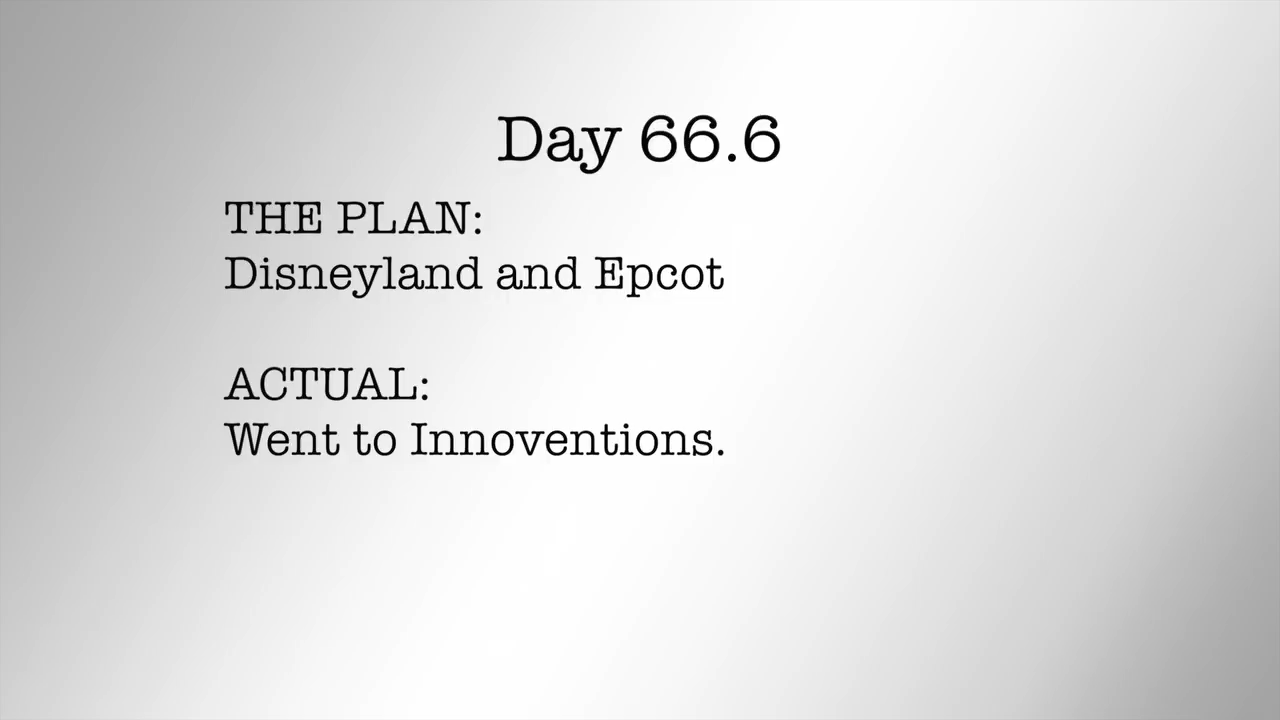 Day 66.6
THE PLAN:
Disneyland and Epcot
ACTUAL:
Went to Innoventions.